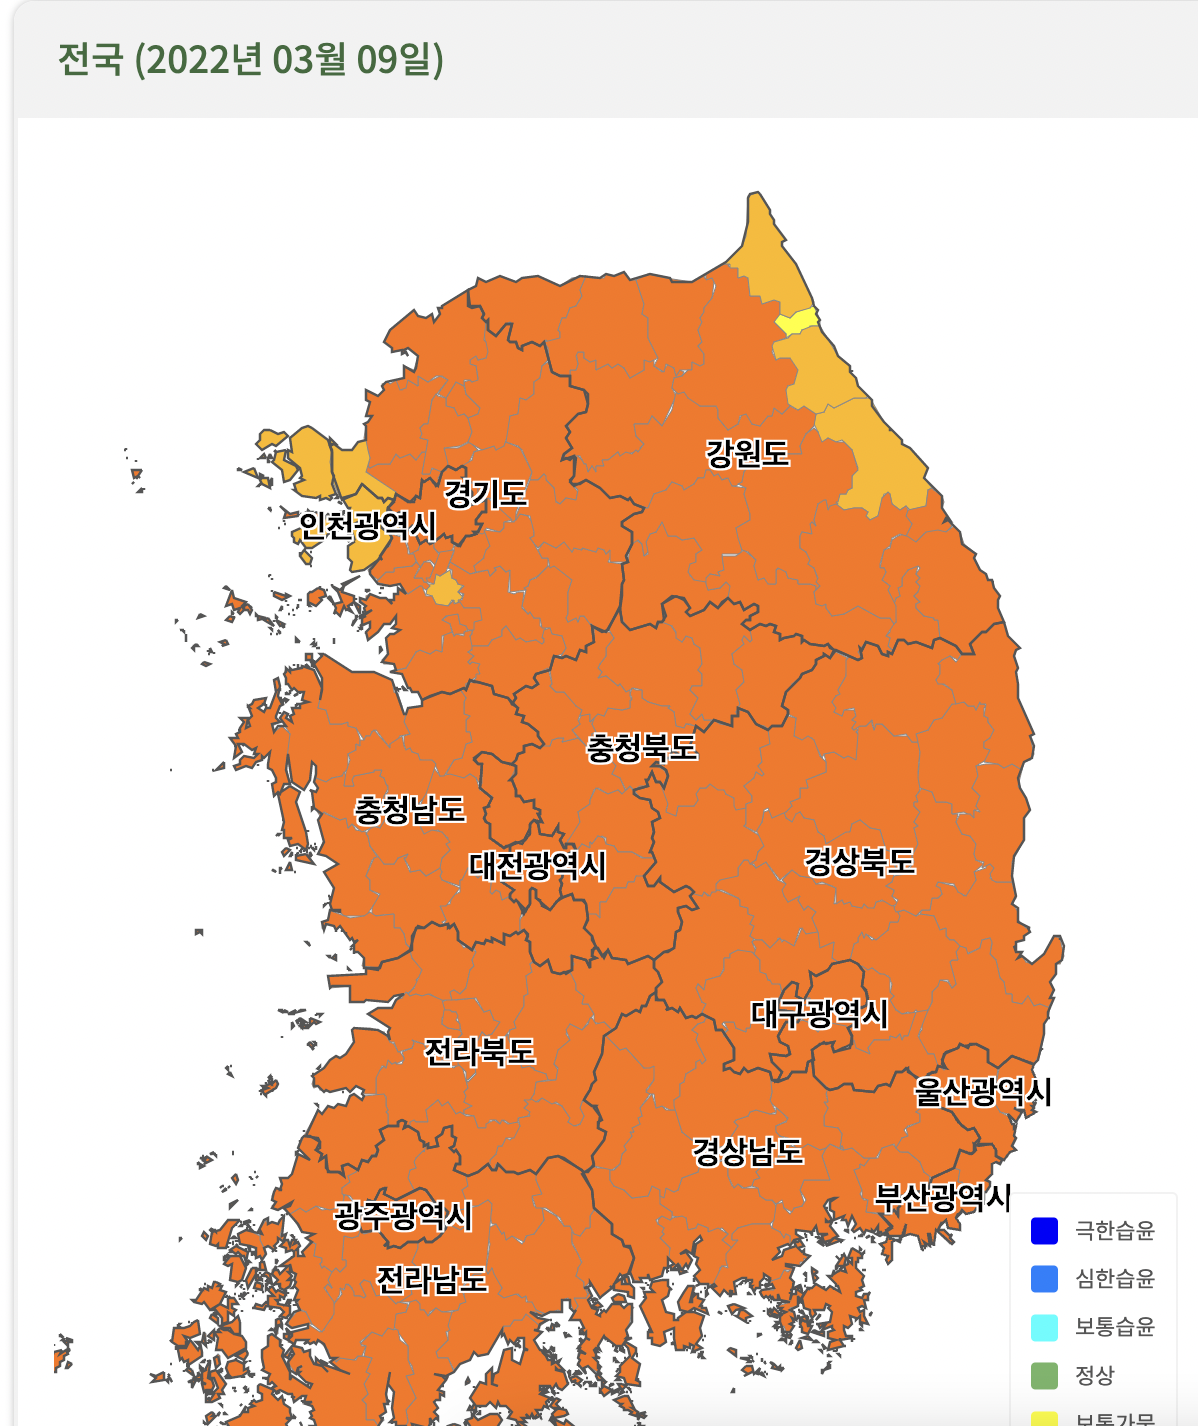 전국 (2022년 03월 09일)
강원도
경기도
인천광역시
충청북도
충청남도
대전광역시
경상북도
대구광역시
전라북도
울산광역시
경상남도
부산광역시
광주광역시
전라남도
극한습윤
심한습윤
보통습윤
정상
보통가뭄